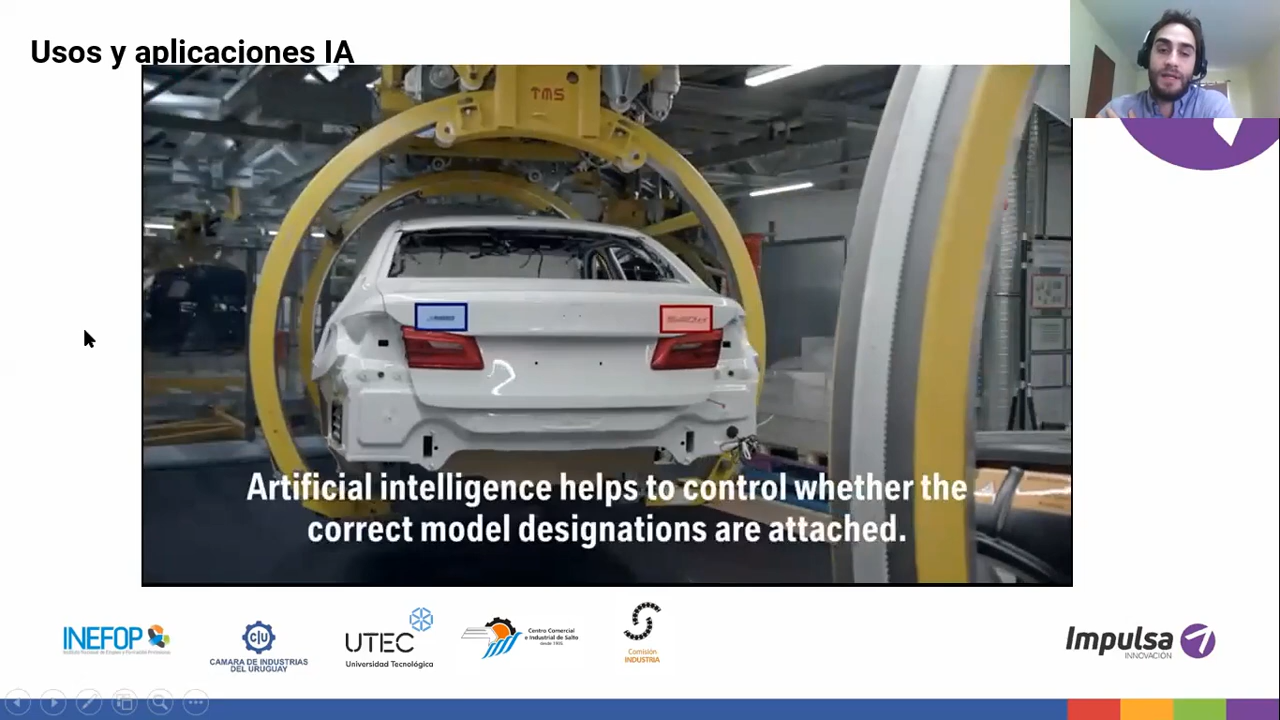 Usos y aplicaciones IA
TMS
Artificial intelligence helps to control whether the
correct model designations are attached.
INEFOP
CIU
CAMARA DE INDUSTRIAS
DEL URUGUAY
UTEC
Universidad Tecnológica
Centro Comercial
e Industrial de Salto
Comisión
INDUSTRIA
Impulsa
INNOVACIÓN